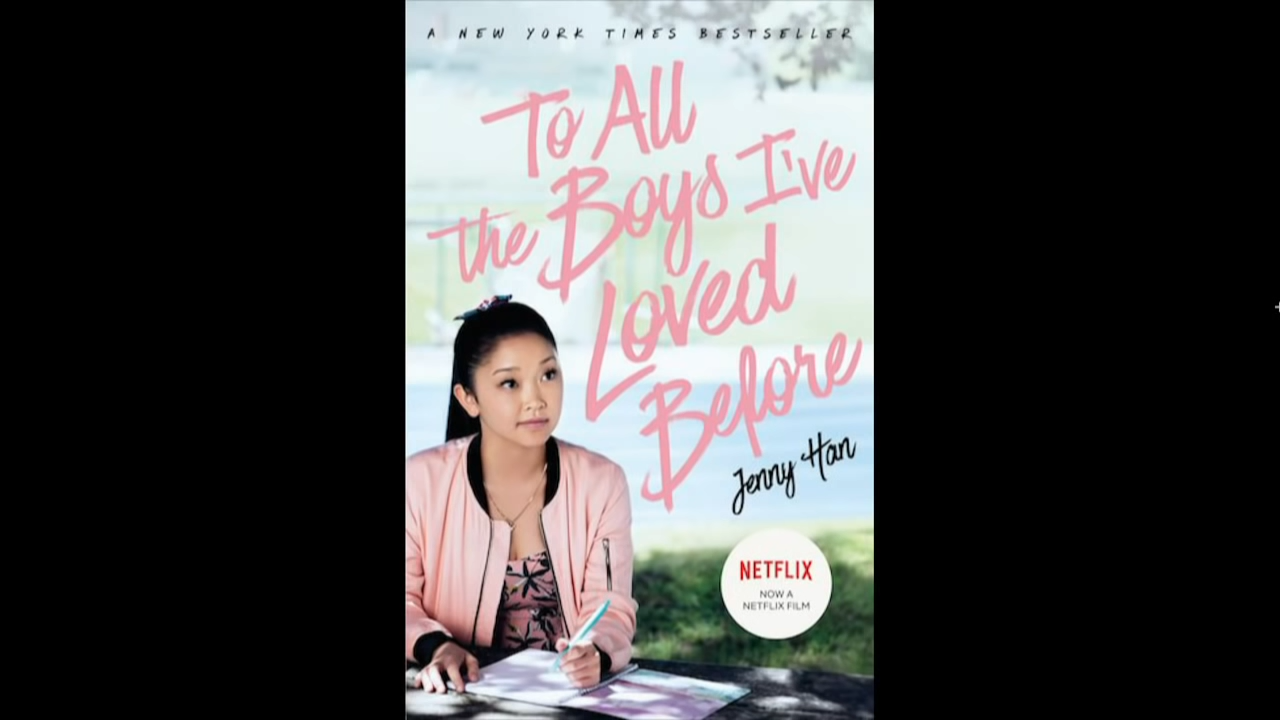 A NEW YORK TIMES BESTSELLER
To All
the Boys I've
Loved
Before
Jenny Han
NETFLIX
NOW A
NETFLIX FILM